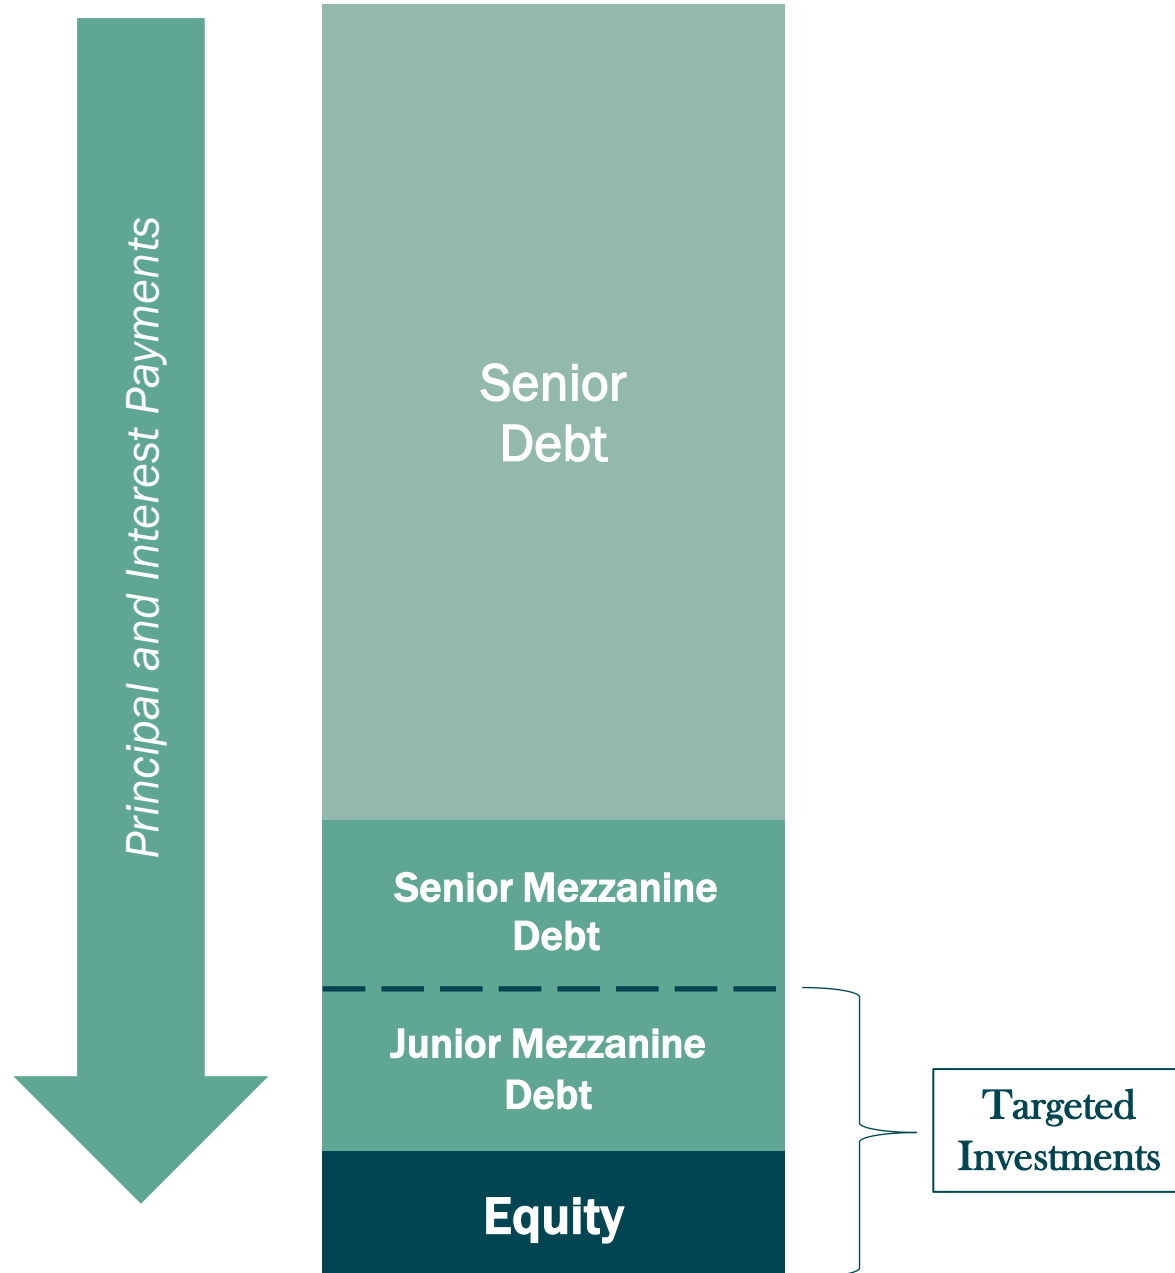 Principal and Interest Payments
Senior
Debt
Senior Mezzanine
Debt
Junior Mezzanine
Debt
Equity
Targeted
Investments